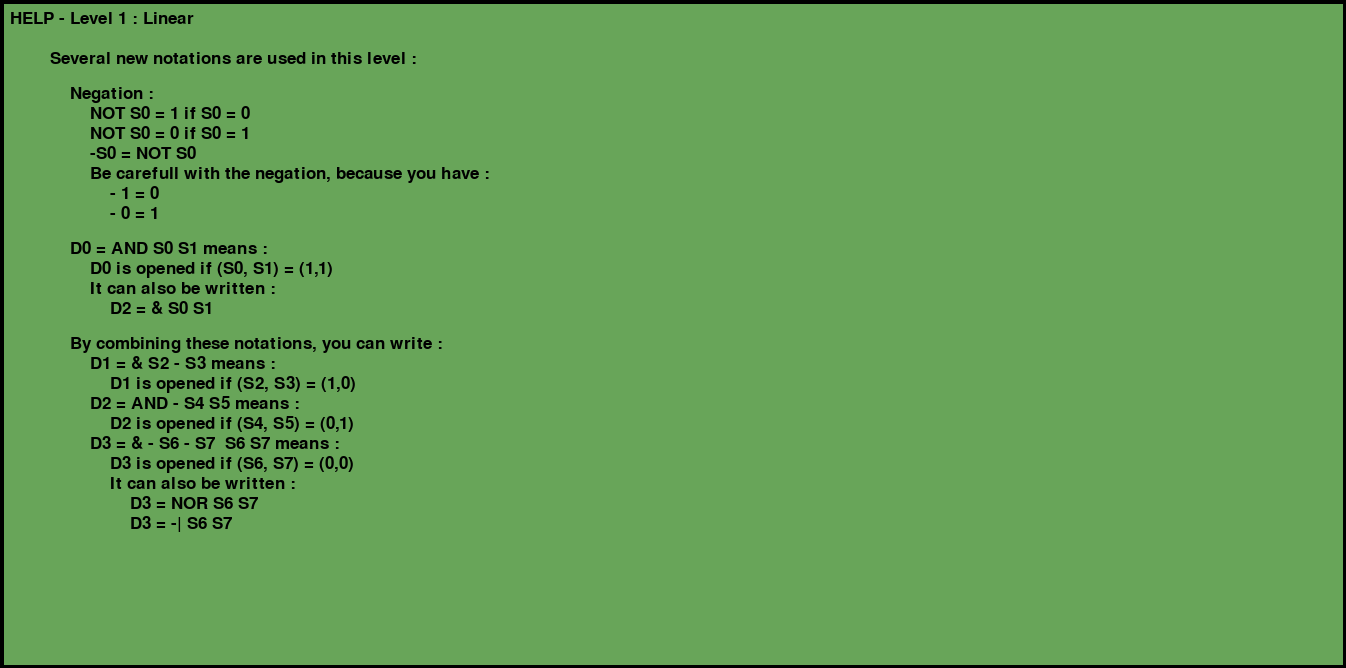 HELP - Level 1 : Linear
Several new notations are used in this level :
Negation :
NOT S0 = 1 if S0 = 0
NOT S0 = 0 if S0 = 1
-S0 = NOT S0
Be carefull with the negation, because you have :
- 1 = 0
- 0 = 1
D0 = AND S0 S1 means :
D0 is opened if (S0, S1) = (1,1)
It can also be written :
D2 = & S0 S1
By combining these notations, you can write :
D1 = & S2 - S3 means :
D1 is opened if (S2, S3) = (1,0)
D2 = AND - S4 S5 means :
D2 is opened if (S4, S5) = (0,1)
D3 = & - S6 - S7  S6 S7 means :
D3 is opened if (S6, S7) = (0,0)
It can also be written :
D3 = NOR S6 S7
D3 = -| S6 S7